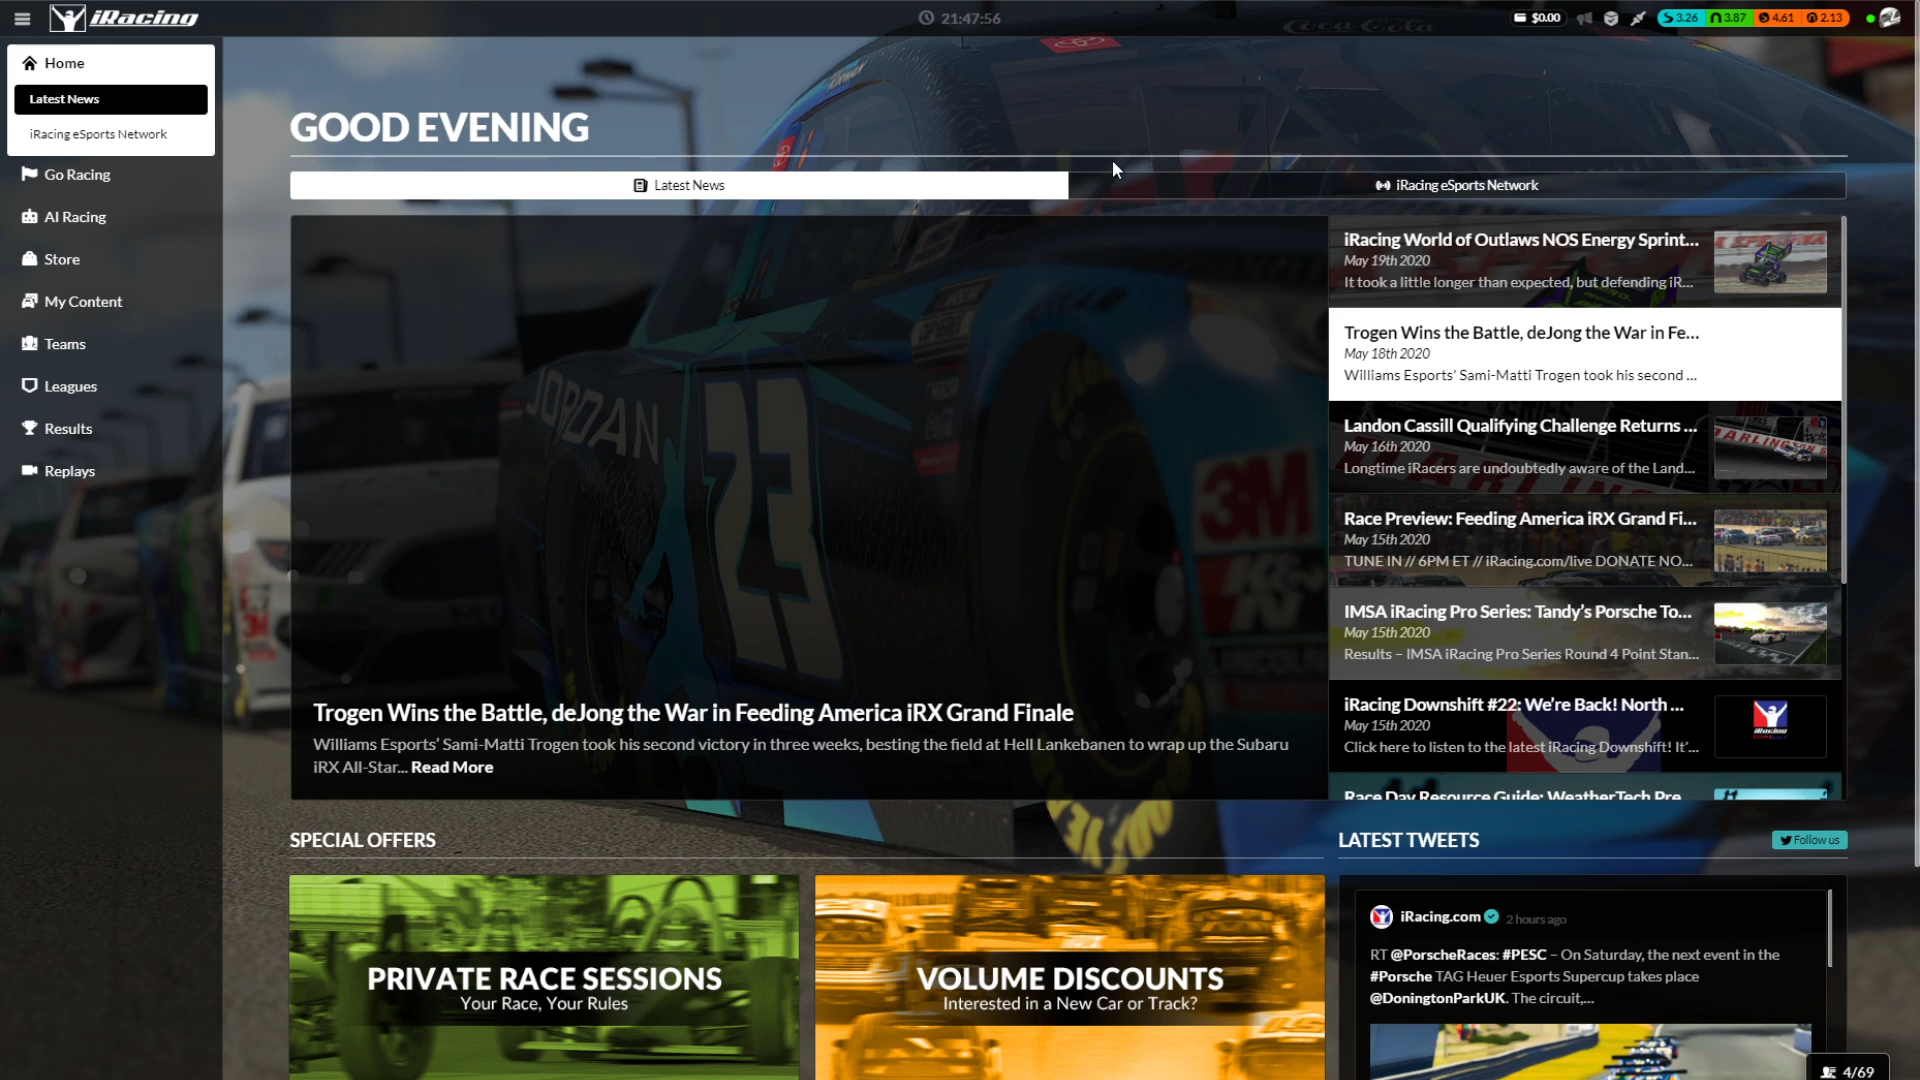 iRacing
21:47:56
$0.00
3.26
3.87
4.61
2.13
Coca-Cola
Home
Latest News
iRacing eSports Network
Go Racing
AI Racing
Store
My Content
Teams
Leagues
Results
Replays
GOOD EVENING
Latest News
iRacing eSports Network
JORDAN
23
3M
K&N
LINCOLN
Trogen Wins the Battle, deJong the War in Feeding America iRX Grand Finale
Williams Esports’ Sami-Matti Trogen took his second victory in three weeks, besting the field at Hell Lankebanen to wrap up the Subaru
iRX All-Star... Read More
iRacing World of Outlaws NOS Energy Sprint...
May 19th 2020
It took a little longer than expected, but defending iR...
Trogen Wins the Battle, deJong the War in Fe...
May 18th 2020
Williams Esports’ Sami-Matti Trogen took his second ...
Landon Cassill Qualifying Challenge Returns ...
May 16th 2020
Longtime iRacers are undoubtedly aware of the Land...
Race Preview: Feeding America iRX Grand Fi...
May 15th 2020
TUNE IN // 6PM ET // iRacing.com/live DONATE NO...
IMSA iRacing Pro Series: Tandy’s Porsche To...
May 15th 2020
Results – IMSA iRacing Pro Series Round 4 Point Stan...
iRacing Downshift #22: We’re Back! North ...
May 15th 2020
Click here to listen to the latest iRacing Downshift! It’...
Race Day Resource Guide: WeatherTech Pre...
SPECIAL OFFERS
PRIVATE RACE SESSIONS
Your Race, Your Rules
VOLUME DISCOUNTS
Interested in a New Car or Track?
LATEST TWEETS
Follow us
iRacing.com 2 hours ago
RT @PorscheRaces: #PESC – On Saturday, the next event in the
#Porsche TAG Heuer Esports Supercup takes place
@DoningtonParkUK. The circuit,...
4/69